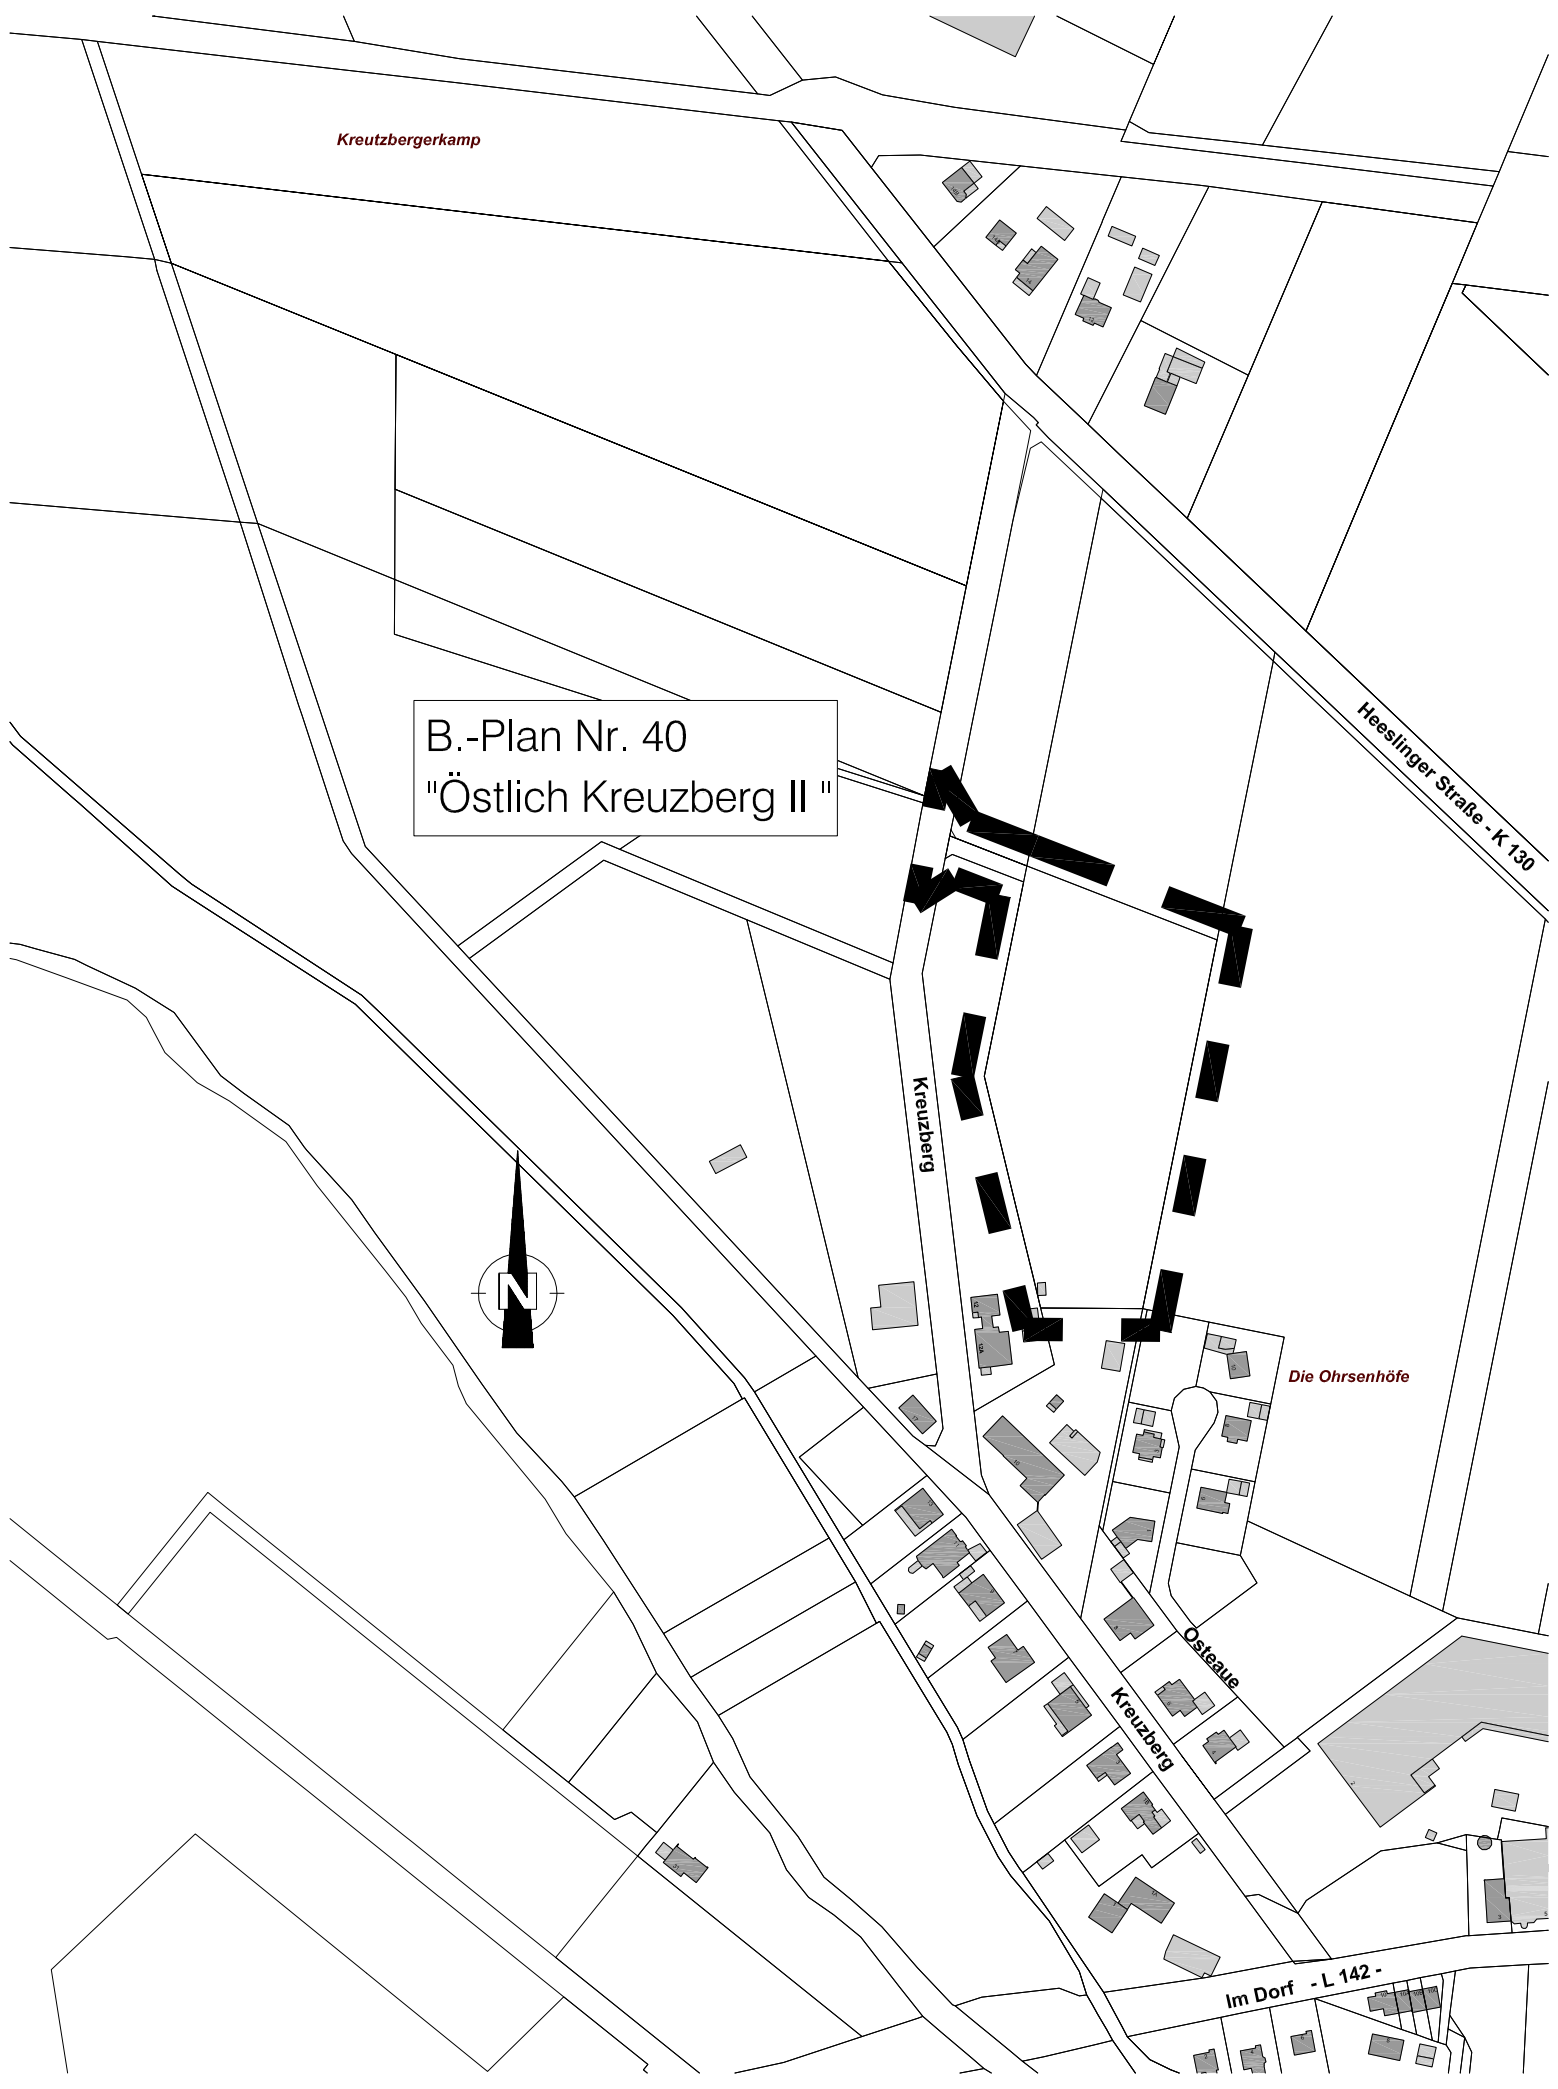 Kreutzbergerkamp
B.-Plan Nr. 40
"Östlich Kreuzberg II "
Heeslinger Straße - K 130
Kreuzberg
N
Die Ohrsenhöfe
Osteaue
Kreuzberg
Im Dorf - L 142 -